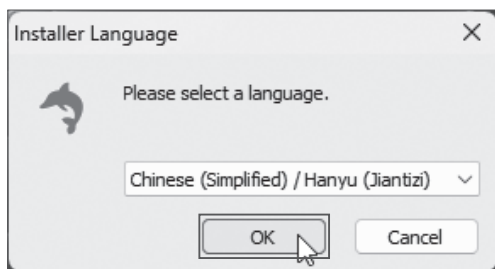 Installer Language
Please select a language.
Chinese (Simplified) / Hanyu (Jiantizi)
OK
Cancel